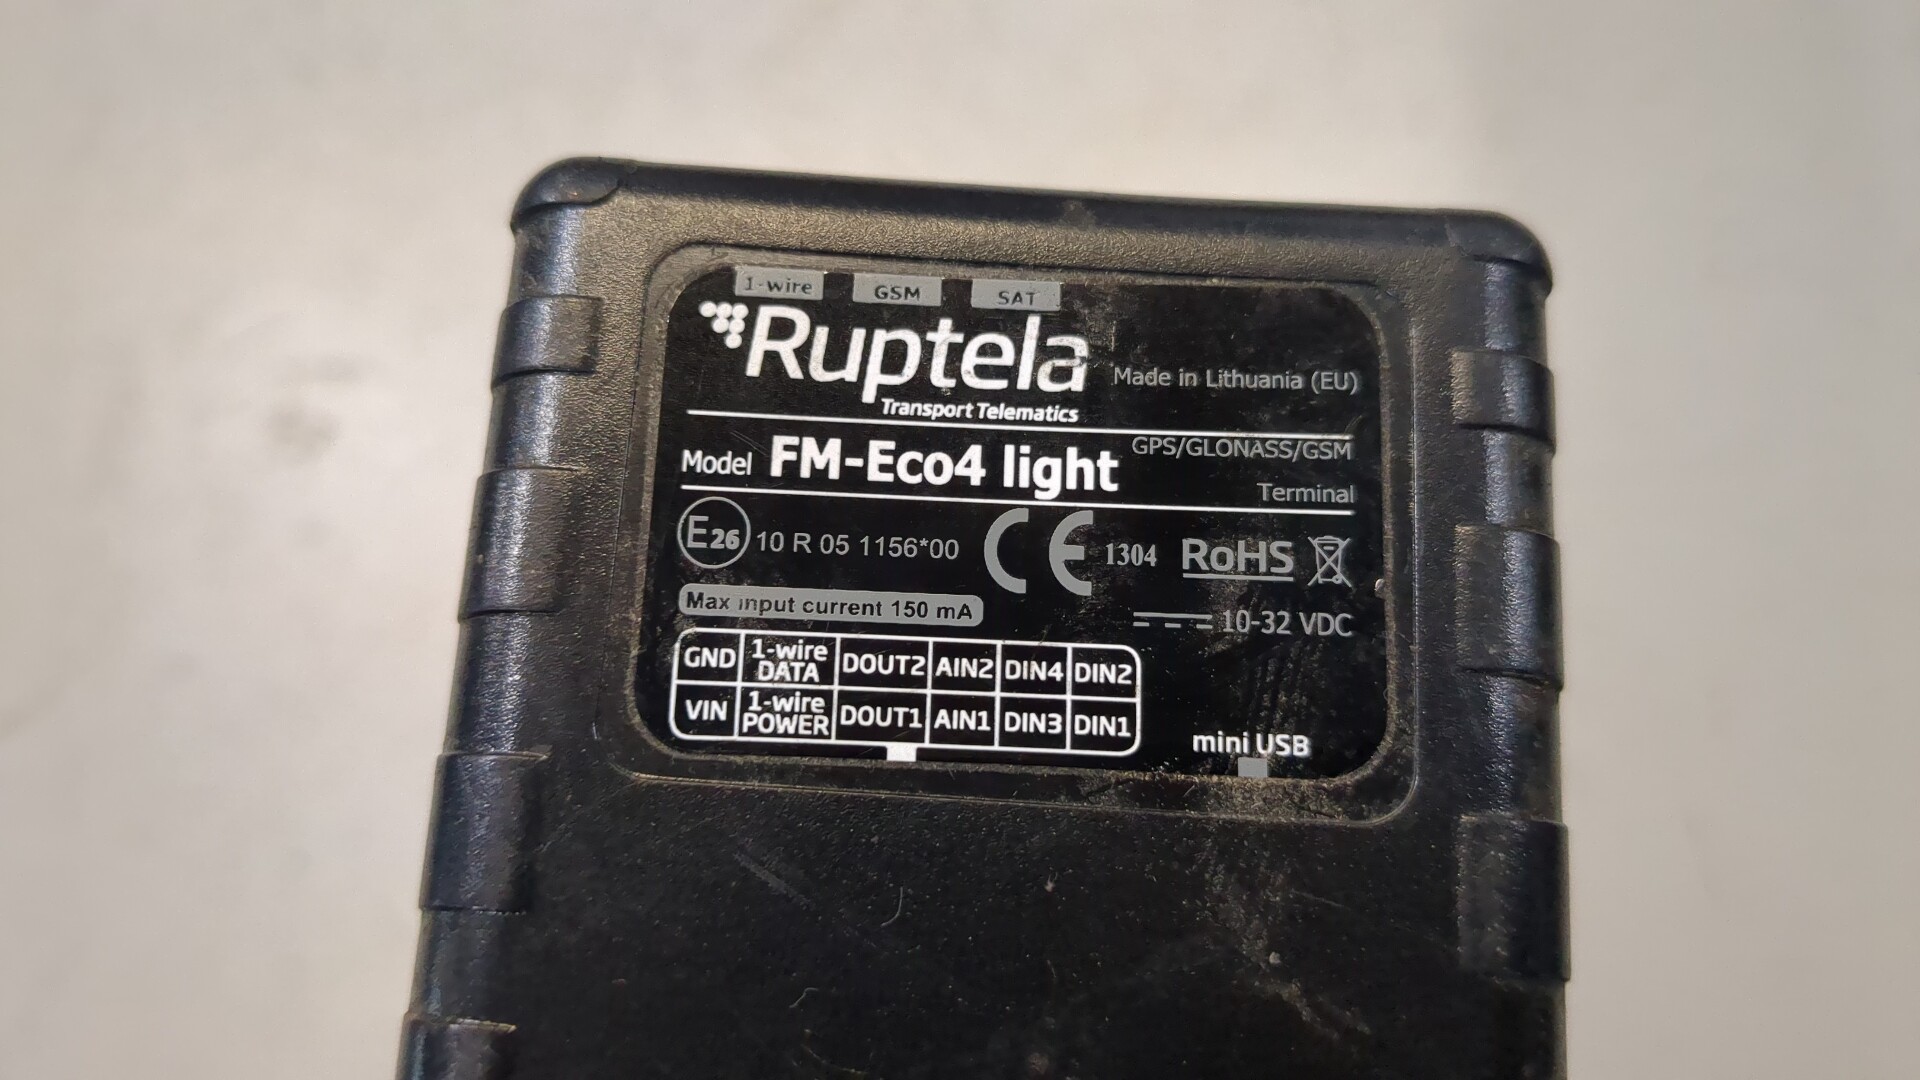 1-wire GSM SAT
Ruptela
Made in Lithuania (EU)
Transport Telematics
Model FM-Eco4 light
GPS/GLONASS/GSM
Terminal
E26 10 R 05 1156*00 CE 1304 RoHS
Max input current 150 mA
10-32 VDC
GND 1-wire DATA DOUT2 AIN2 DIN4 DIN2
VIN 1-wire POWER DOUT1 AIN1 DIN3 DIN1
mini USB